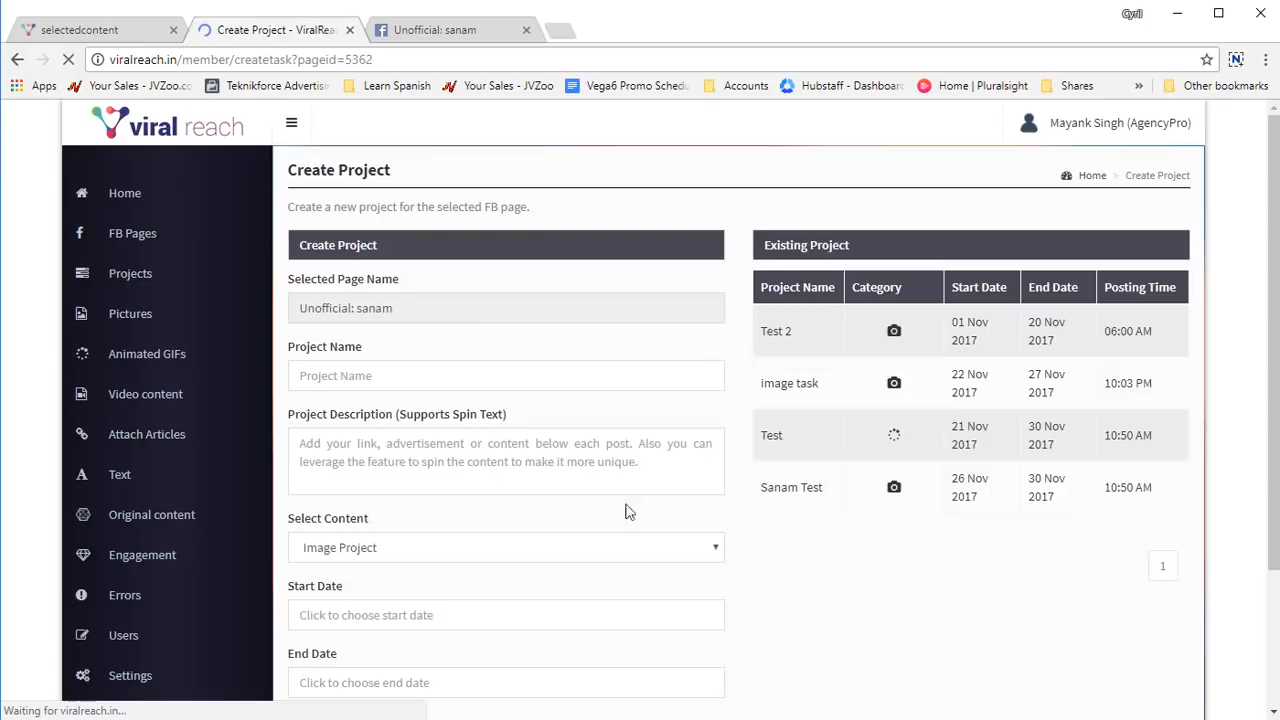 Cyril
selectedcontent
Create Project - ViralRea
Unofficial: sanam
viralreach.in/member/createtask?pageid=5362
Apps
Your Sales - JVZoo.cc
Teknikforce Advertisi
Learn Spanish
Your Sales - JVZoo
Vega6 Promo Schedu
Accounts
Hubstaff - Dashboar
Home | Pluralsight
Shares
»
Other bookmarks
viral reach
Mayank Singh (AgencyPro)
Home
FB Pages
Projects
Pictures
Animated GIFs
Video content
Attach Articles
Text
Original content
Engagement
Errors
Users
Settings
Create Project
Home > Create Project
Create a new project for the selected FB page.
Create Project
Selected Page Name
Unofficial: sanam
Project Name
Project Name
Project Description (Supports Spin Text)
Add your link, advertisement or content below each post. Also you can
leverage the feature to spin the content to make it more unique.
Select Content
Image Project
Start Date
Click to choose start date
End Date
Click to choose end date
Existing Project
Project Name Category Start Date End Date Posting Time
Test 2 01 Nov 2017 20 Nov 2017 06:00 AM
image task 22 Nov 2017 27 Nov 2017 10:03 PM
Test 21 Nov 2017 30 Nov 2017 10:50 AM
Sanam Test 26 Nov 2017 30 Nov 2017 10:50 AM
1
Waiting for viralreach.in...